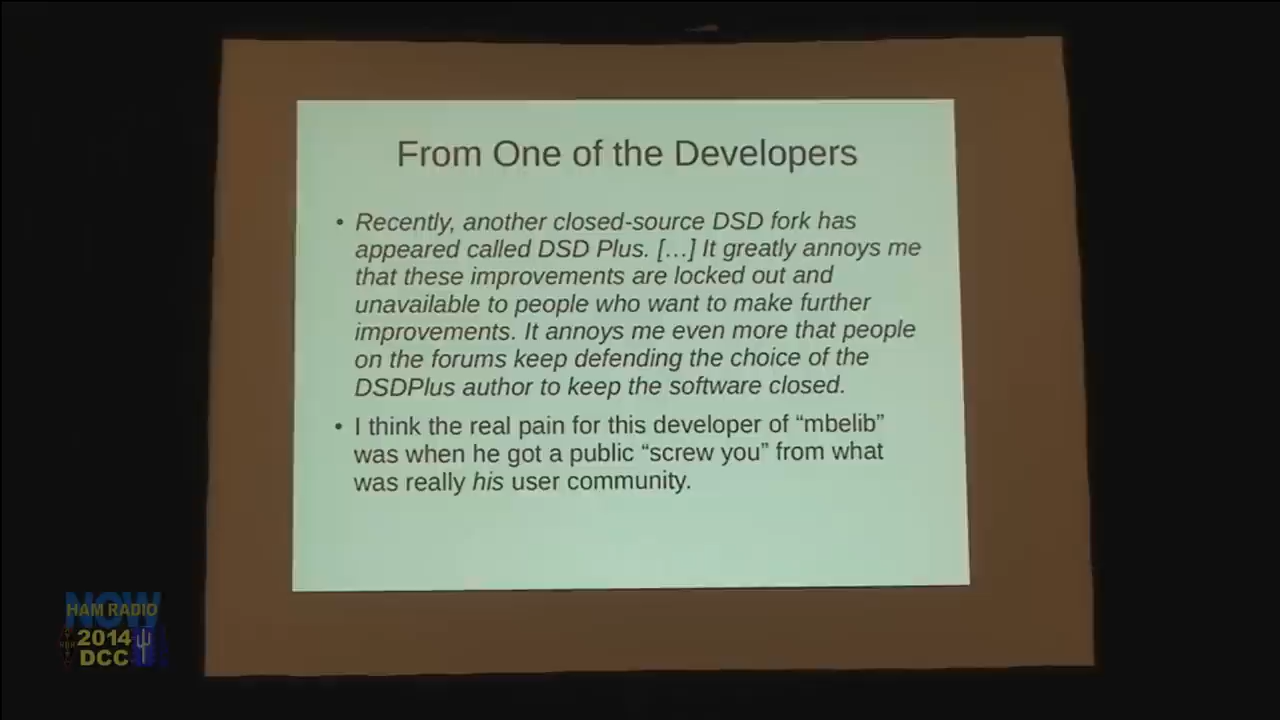 From One of the Developers
• Recently, another closed-source DSD fork has
appeared called DSD Plus. […] It greatly annoys me
that these improvements are locked out and
unavailable to people who want to make further
improvements. It annoys me even more that people
on the forums keep defending the choice of the
DSDPlus author to keep the software closed.
• I think the real pain for this developer of “mbelib”
was when he got a public “screw you” from what
was really his user community.
NOW
HAM RADIO
2014
DCC